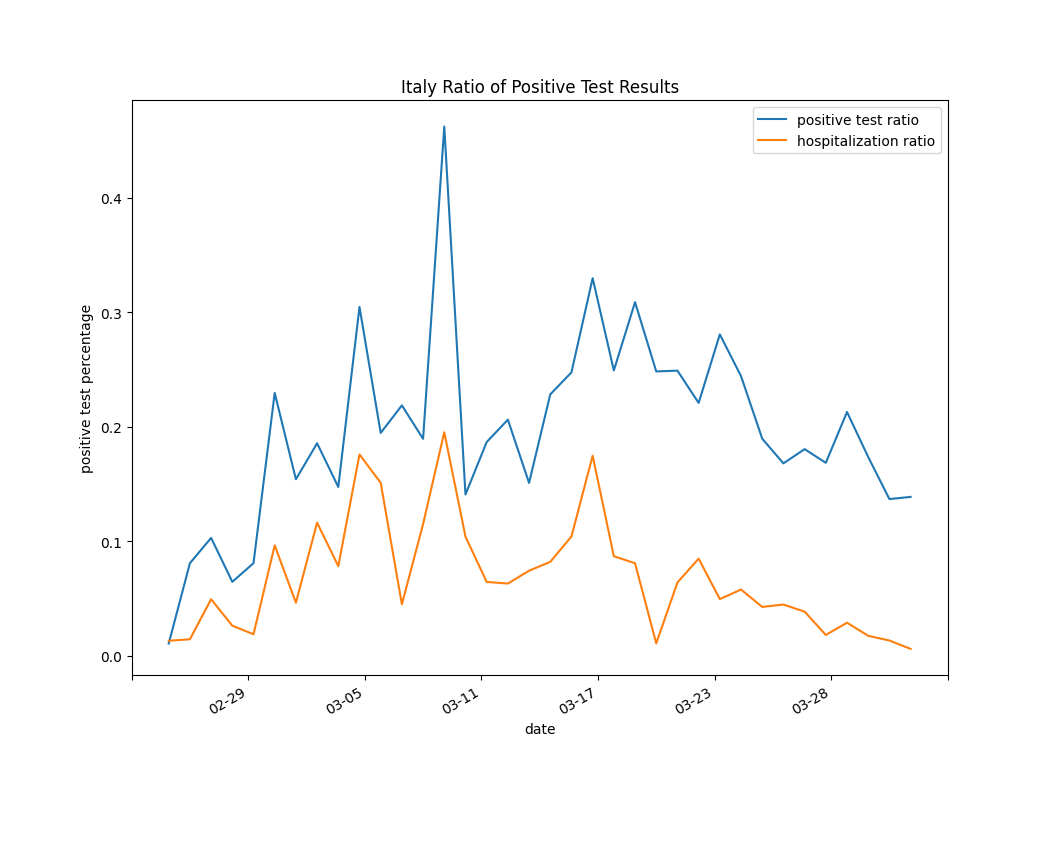 Italy Ratio of Positive Test Results
positive test ratio
hospitalization ratio
0.4
0.3
0.2
0.1
0.0
positive test percentage
02-29
03-05
03-11
03-17
03-23
03-28
date